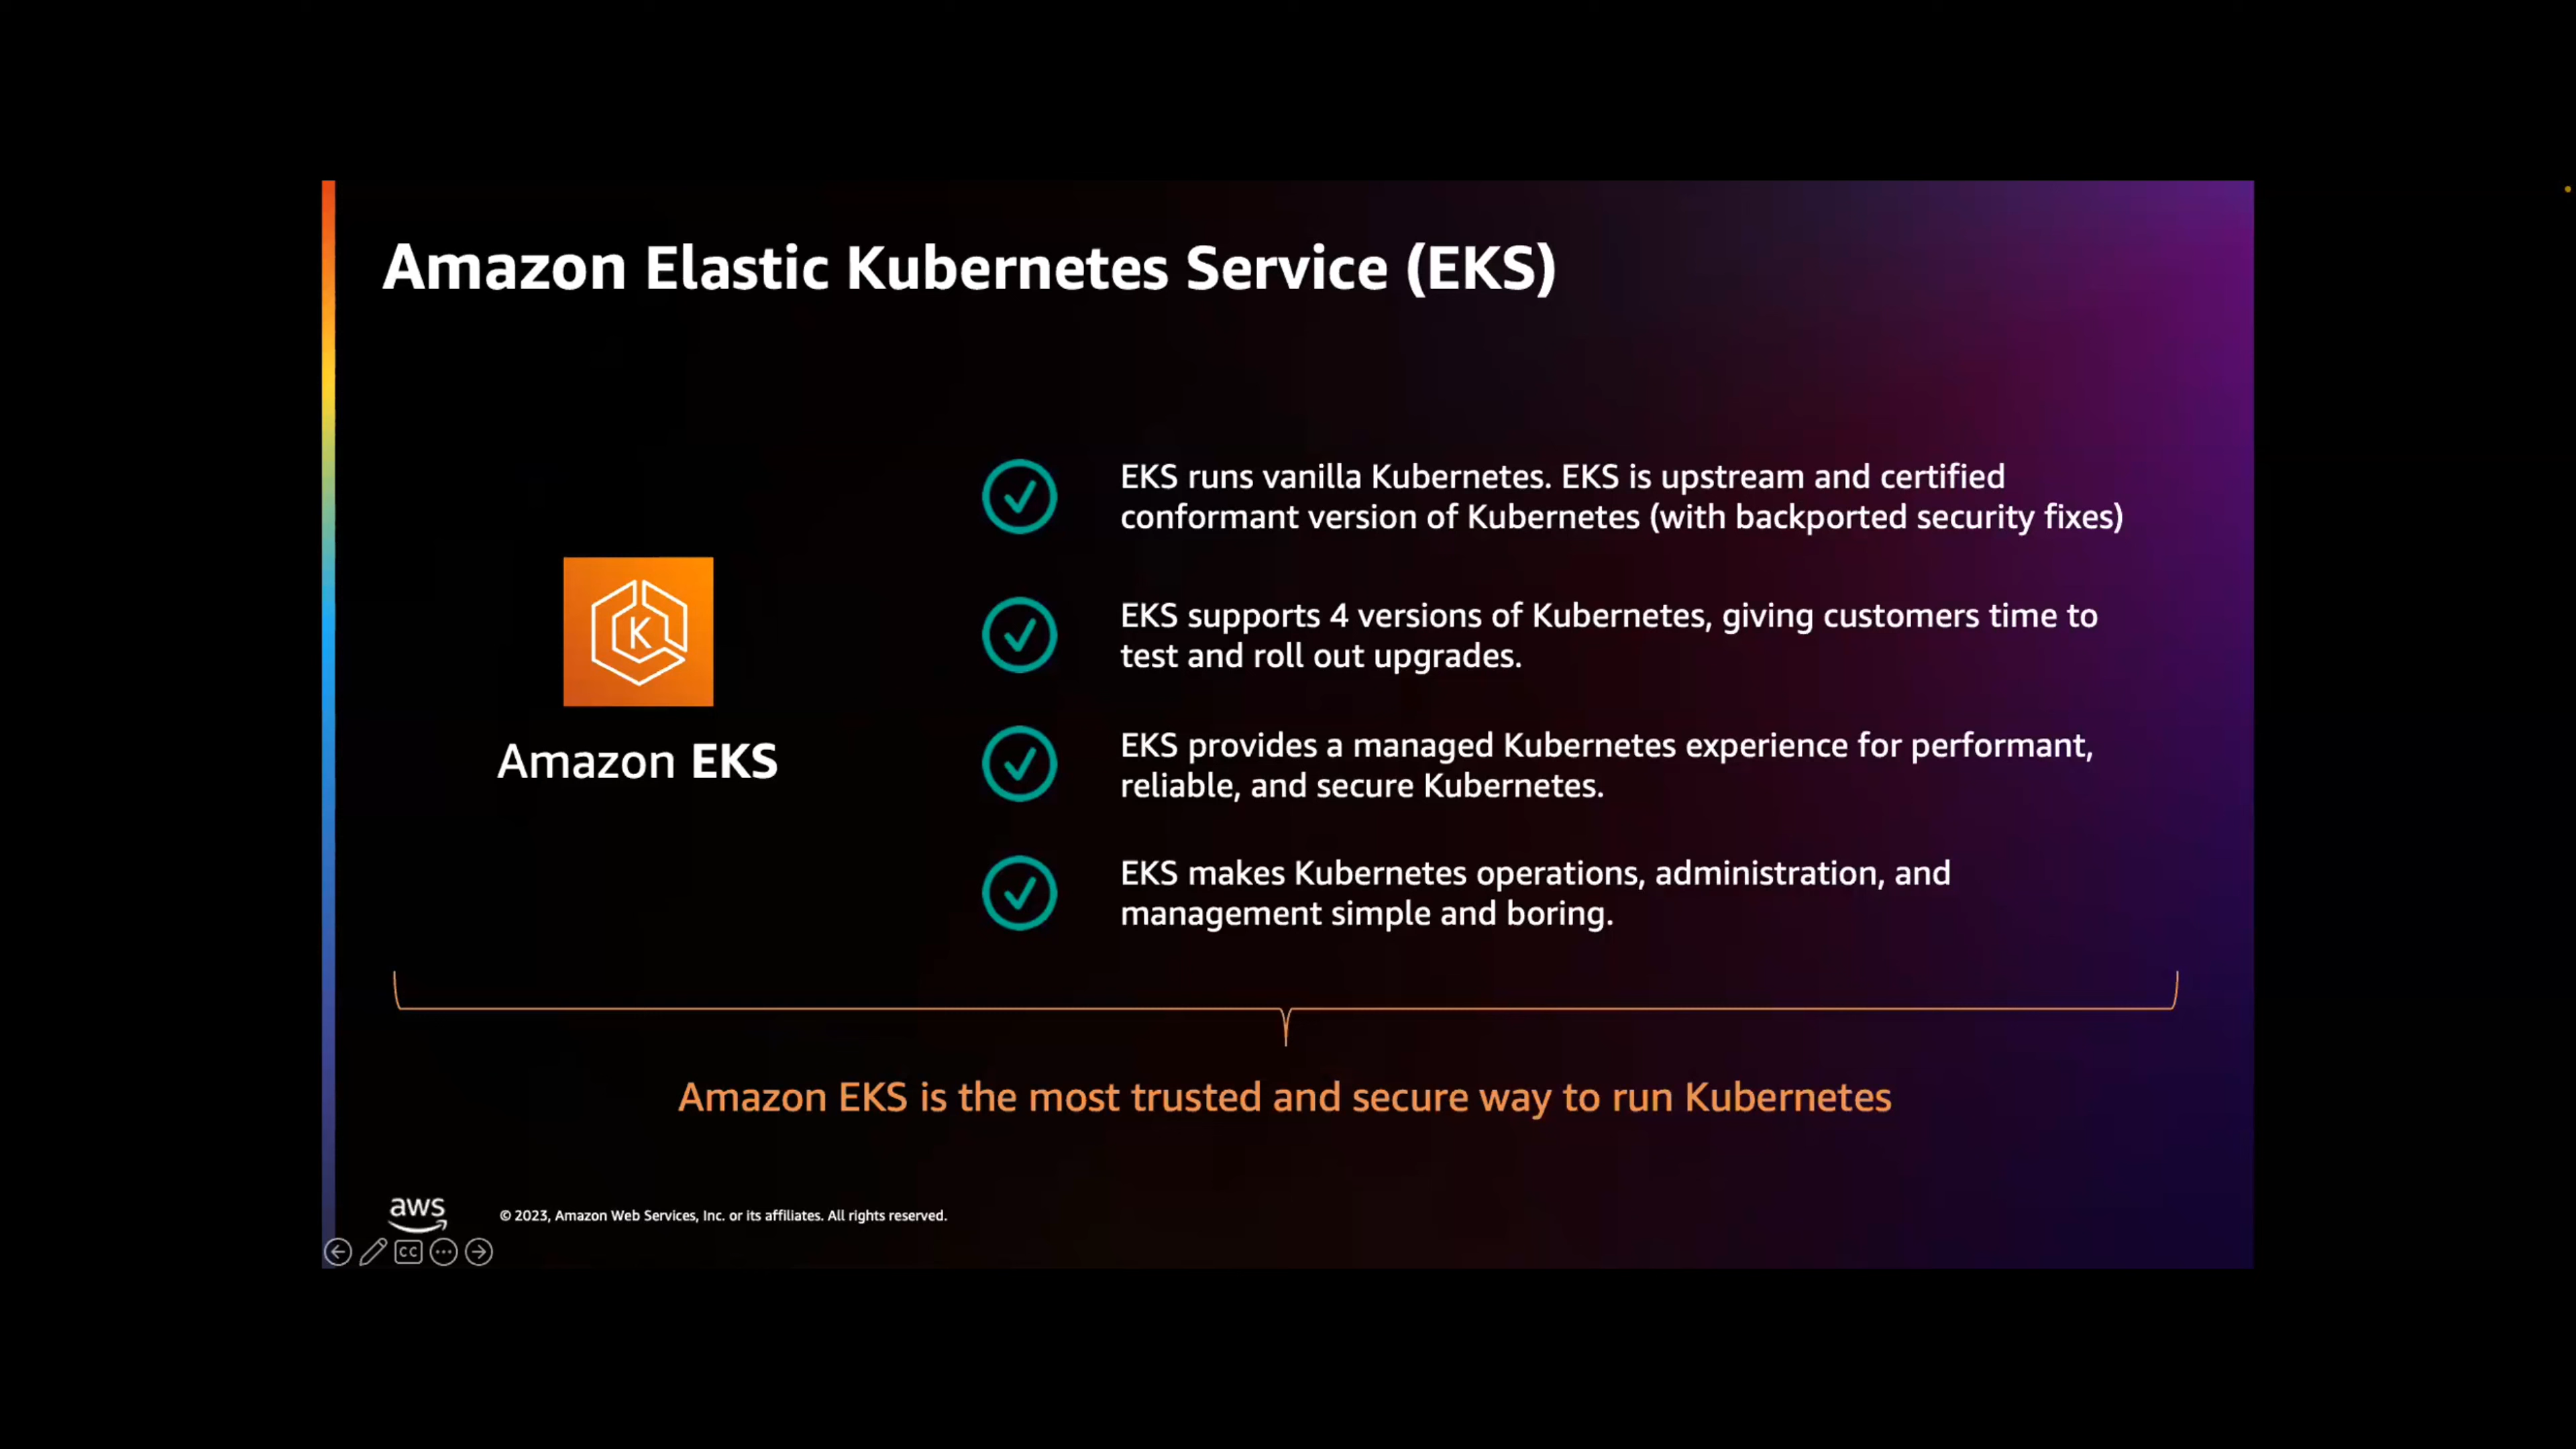 Amazon Elastic Kubernetes Service (EKS)
EKS runs vanilla Kubernetes. EKS is upstream and certified
conformant version of Kubernetes (with backported security fixes)
EKS supports 4 versions of Kubernetes, giving customers time to
test and roll out upgrades.
K
Amazon EKS
EKS provides a managed Kubernetes experience for performant,
reliable, and secure Kubernetes.
EKS makes Kubernetes operations, administration, and
management simple and boring.
Amazon EKS is the most trusted and secure way to run Kubernetes
aws
© 2023, Amazon Web Services, Inc. or its affiliates. All rights reserved.
CC